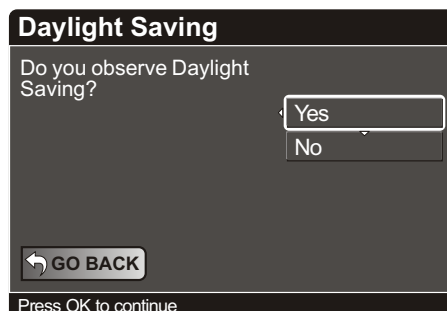 Daylight Saving
Do you observe Daylight
Saving?
Yes
No
GO BACK
Press OK to continue